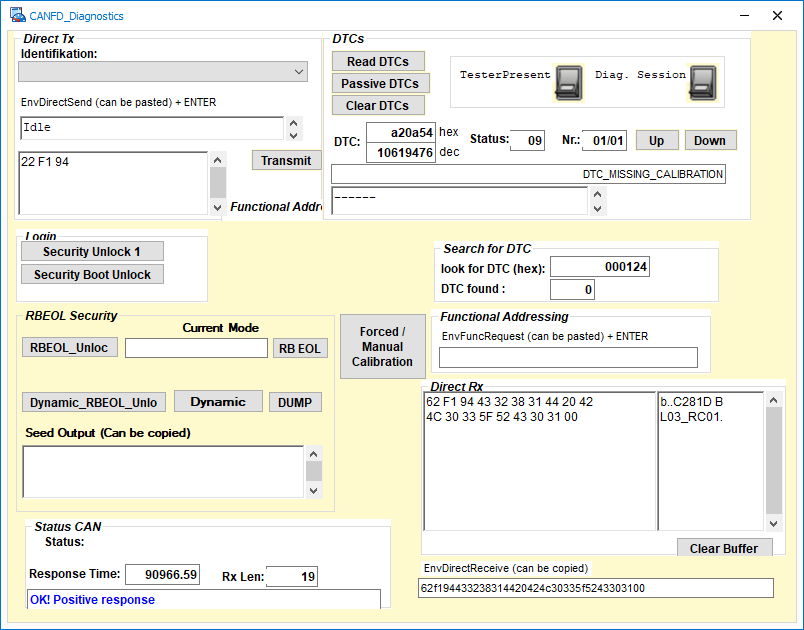 CANFD_Diagnostics
Direct Tx
Identifikation:
EnvDirectSend (can be pasted) + ENTER
Idle
22 F1 94
Transmit
Functional Addr
DTCs
Read DTCs
Passive DTCs
Clear DTCs
TesterPresent
Diag. Session
DTC:
a20a54 hex
10619476 dec
Status: 09
Nr.: 01/01
Up
Down
DTC_MISSING_CALIBRATION
------
Login
Security Unlock 1
Security Boot Unlock
Search for DTC
look for DTC (hex): 000124
DTC found : 0
RBEOL Security
Current Mode
RBEOL_Unloc
RB EOL
Dynamic_RBEOL_Unlo
Dynamic
DUMP
Seed Output (Can be copied)
Forced /
Manual
Calibration
Functional Addressing
EnvFuncRequest (can be pasted) + ENTER
Direct Rx
62 F1 94 43 32 38 31 44 20 42
4C 30 33 5F 52 43 30 31 00
b..C281D B
L03_RC01.
Clear Buffer
EnvDirectReceive (can be copied)
62f194433238314420424c30335f5243303100
Status CAN
Status:
Response Time: 90966.59
Rx Len: 19
OK! Positive response